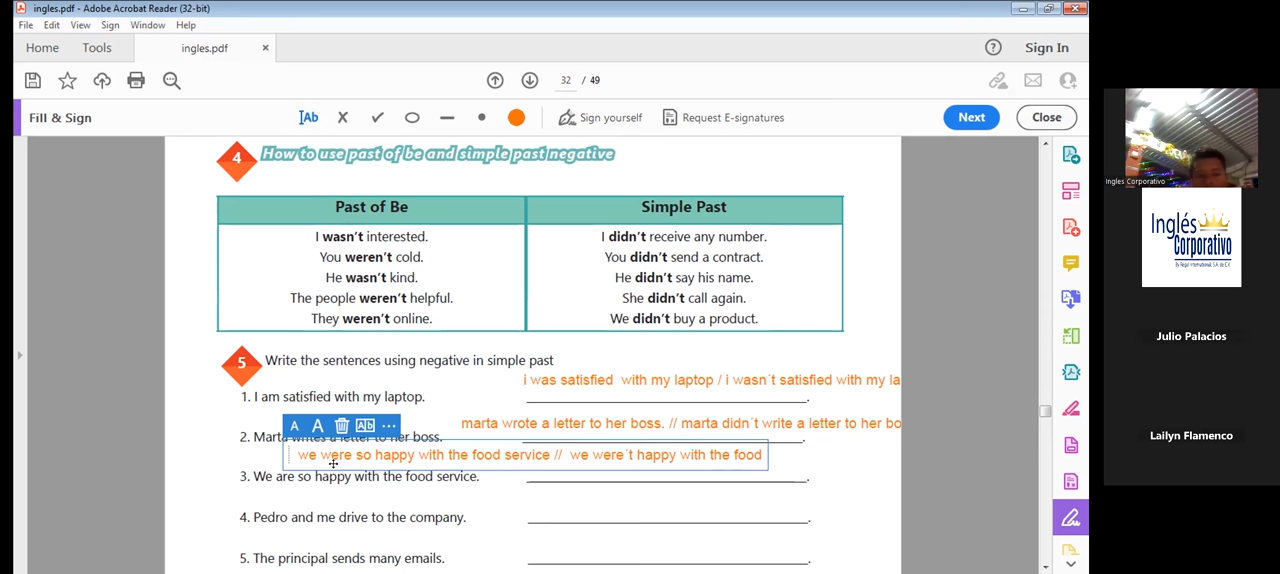 ingles.pdf - Adobe Acrobat Reader (32-bit)
File Edit View Sign Window Help
Home Tools ingles.pdf × ? Sign In
32 / 49
Fill & Sign Ab Sign yourself Request E-signatures Next Close
4 How to use past of be and simple past negative
Past of Be Simple Past
I wasn't interested. I didn't receive any number.
You weren't cold. You didn't send a contract.
He wasn't kind. He didn't say his name.
The people weren't helpful. She didn't call again.
They weren't online. We didn't buy a product.
5 Write the sentences using negative in simple past
i was satisfied with my laptop / i wasn´t satisfied with my la
1. I am satisfied with my laptop. .
A A Ab ...
marta wrote a letter to her boss. // marta didn´t write a letter to her bo
2. Marta writes a letter to her boss. .
we were so happy with the food service // we were´t happy with the food
3. We are so happy with the food service. .
4. Pedro and me drive to the company. .
5. The principal sends many emails. .
Ingles Corporativo
Inglés
Corporativo
By Regal International, S.A. de C.V.
Julio Palacios
Lailyn Flamenco